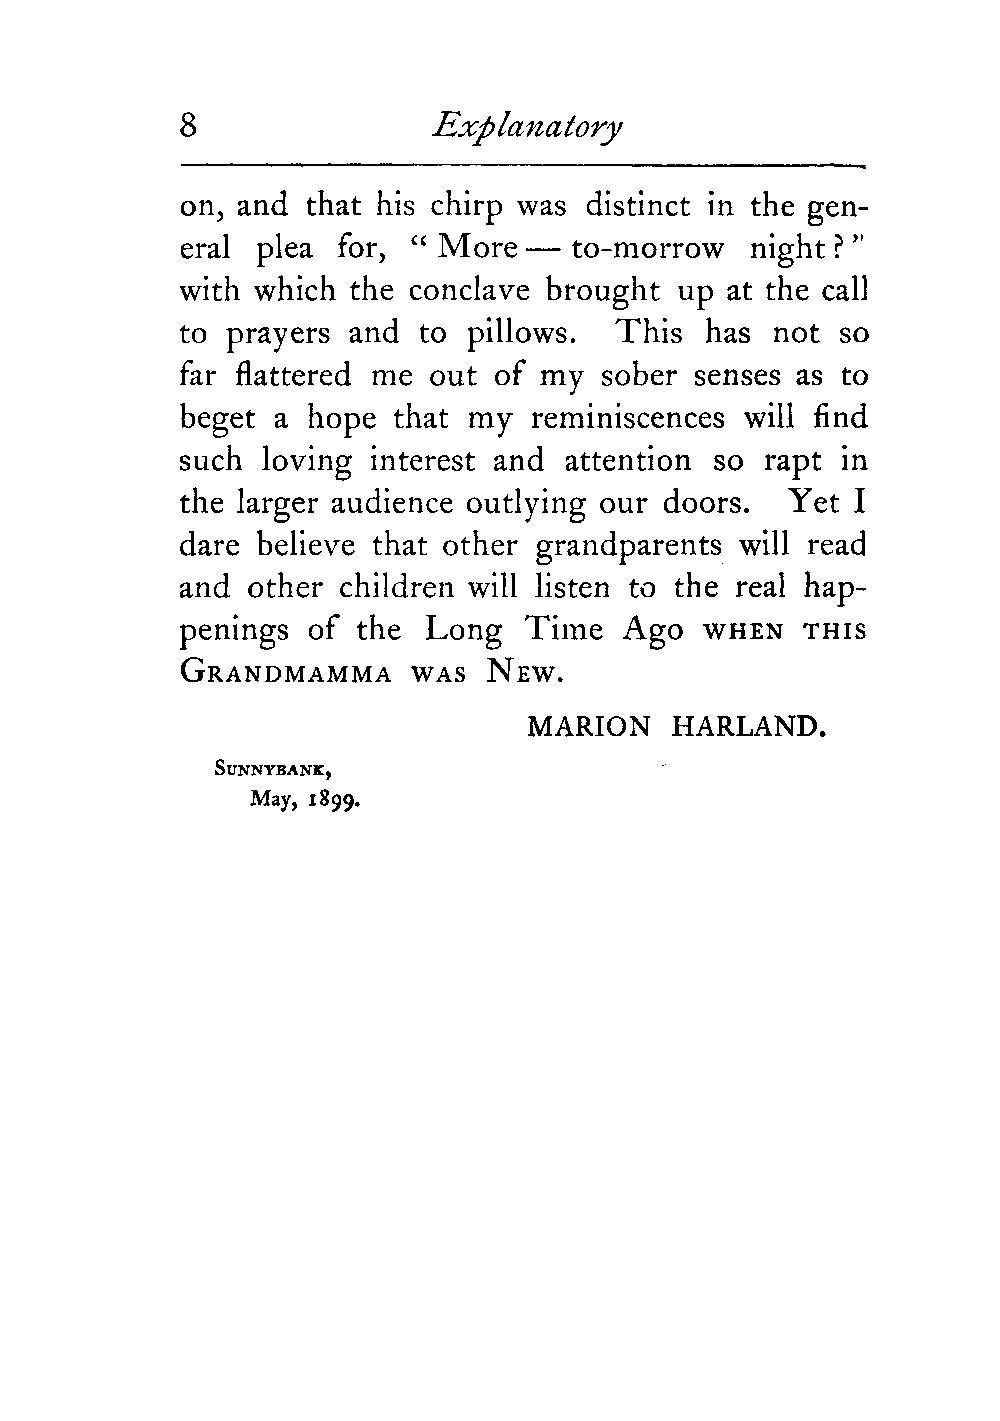 8 Explanatory
on, and that his chirp was distinct in the gen-
eral plea for, “ More — to-morrow night ? ”
with which the conclave brought up at the call
to prayers and to pillows. This has not so
far flattered me out of my sober senses as to
beget a hope that my reminiscences will find
such loving interest and attention so rapt in
the larger audience outlying our doors. Yet I
dare believe that other grandparents will read
and other children will listen to the real hap-
penings of the Long Time Ago WHEN THIS
GRANDMAMMA WAS NEW.
MARION HARLAND.
SUNNYBANK,
May, 1899.